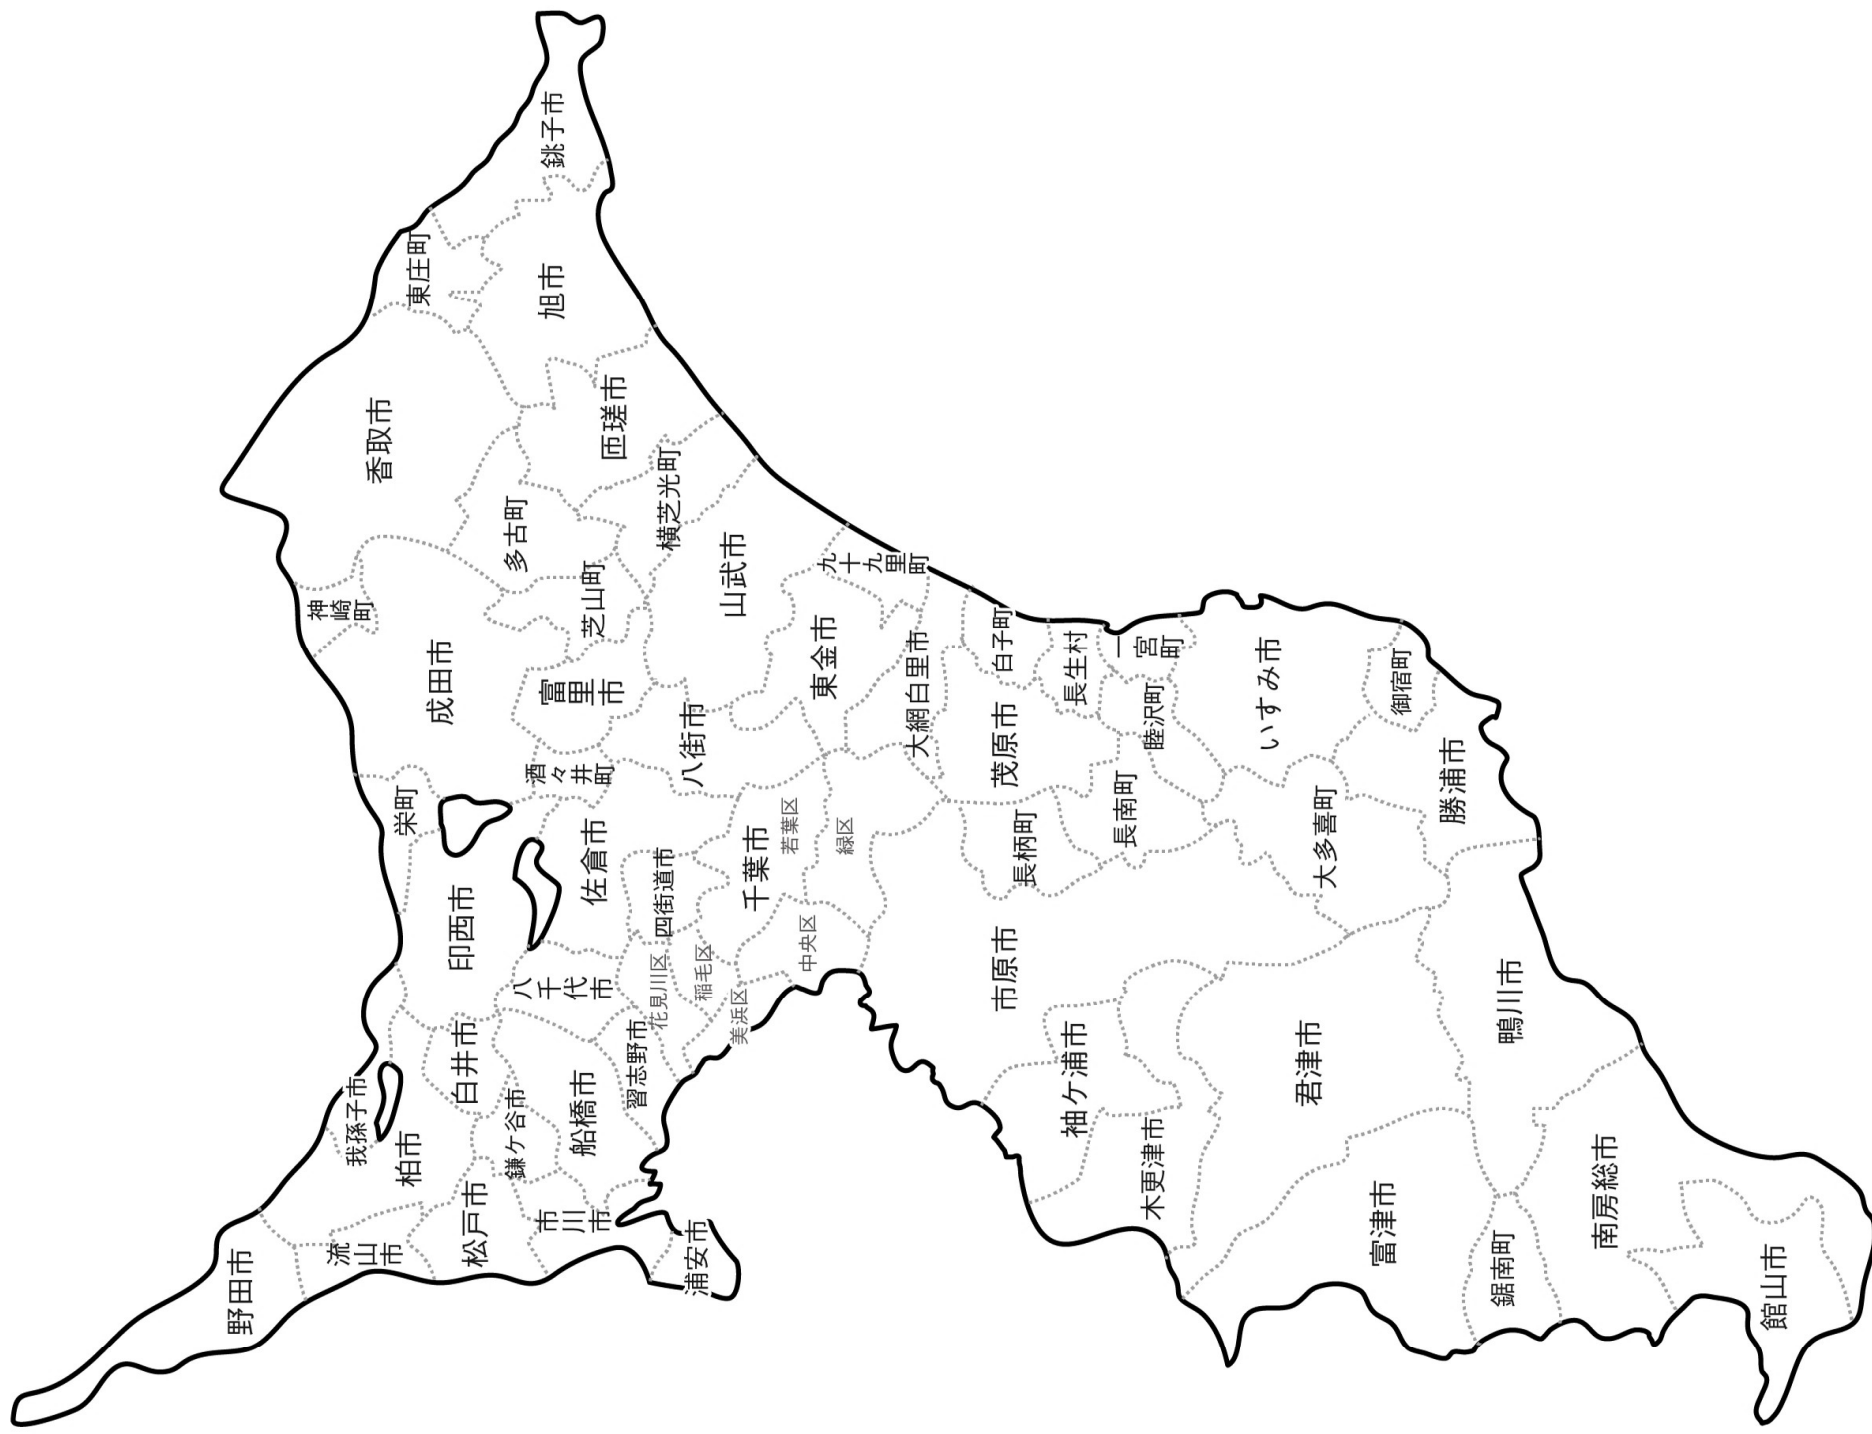 野田市
流山市
我孫子市
柏市
松戸市
鎌ケ谷市
市川市
浦安市
船橋市
習志野市
白井市
印西市
八千代市
栄町
成田市
神崎町
香取市
東庄町
銚子市
旭市
匝瑳市
多古町
横芝光町
芝山町
富里市
酒々井町
佐倉市
四街道市
八街市
山武市
東金市
九十九里町
大網白里市
千葉市
若葉区
緑区
中央区
花見川区
稲毛区
美浜区
白子町
茂原市
長生村
一宮町
睦沢町
長柄町
長南町
市原市
袖ケ浦市
木更津市
いすみ市
御宿町
大多喜町
勝浦市
君津市
鴨川市
富津市
鋸南町
南房総市
館山市